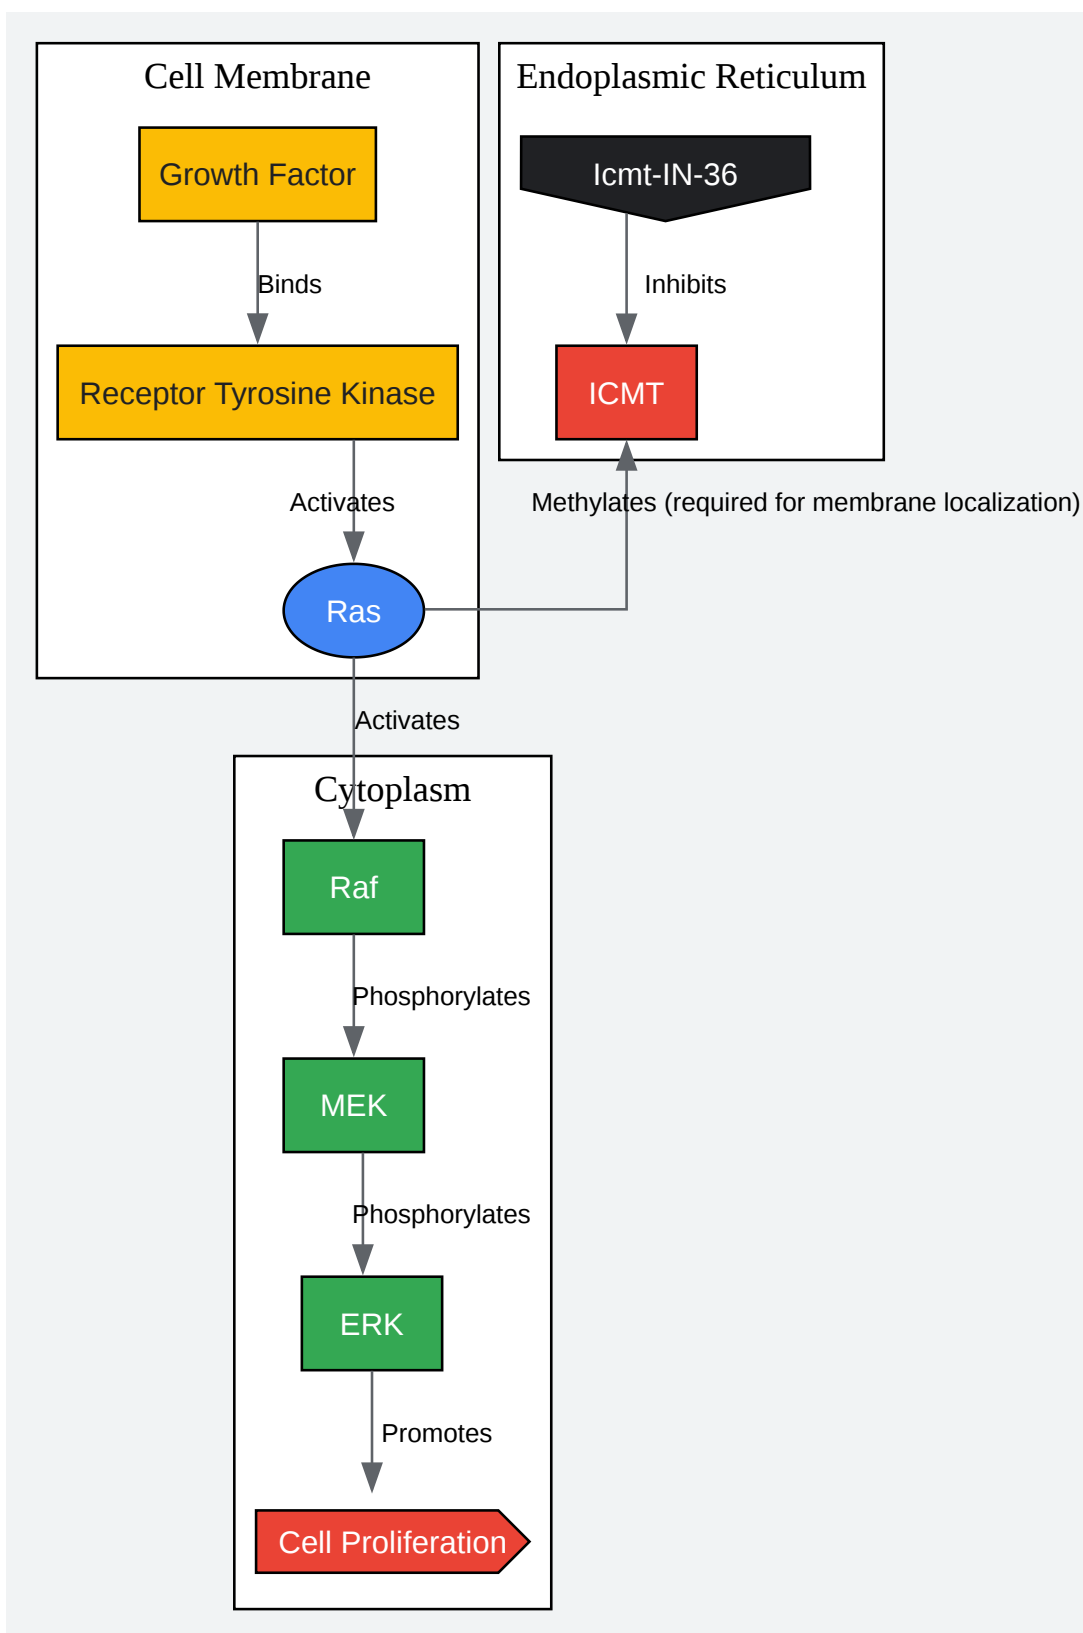 Cell Membrane
Growth Factor
Binds
Receptor Tyrosine Kinase
Activates
Ras
Endoplasmic Reticulum
Icmt-IN-36
Inhibits
ICMT
Methylates (required for membrane localization)
Activates
Cytoplasm
Raf
Phosphorylates
MEK
Phosphorylates
ERK
Promotes
Cell Proliferation